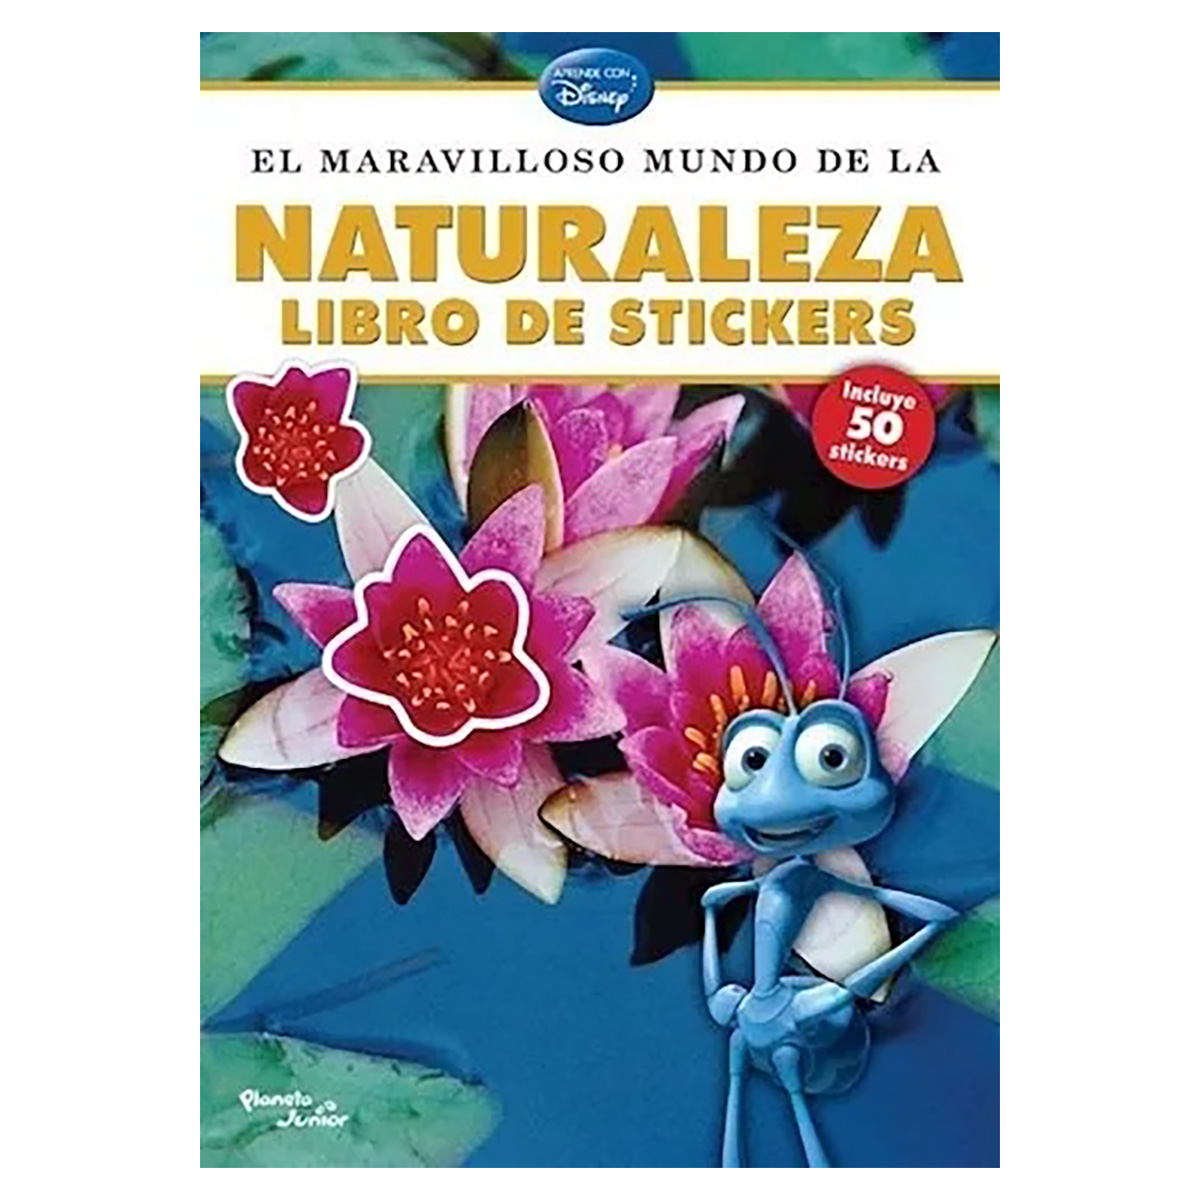 APRENDE CON
Disney
EL MARAVILLOSO MUNDO DE LA
NATURALEZA
LIBRO DE STICKERS
Incluye
50
stickers
Planeta
Junior